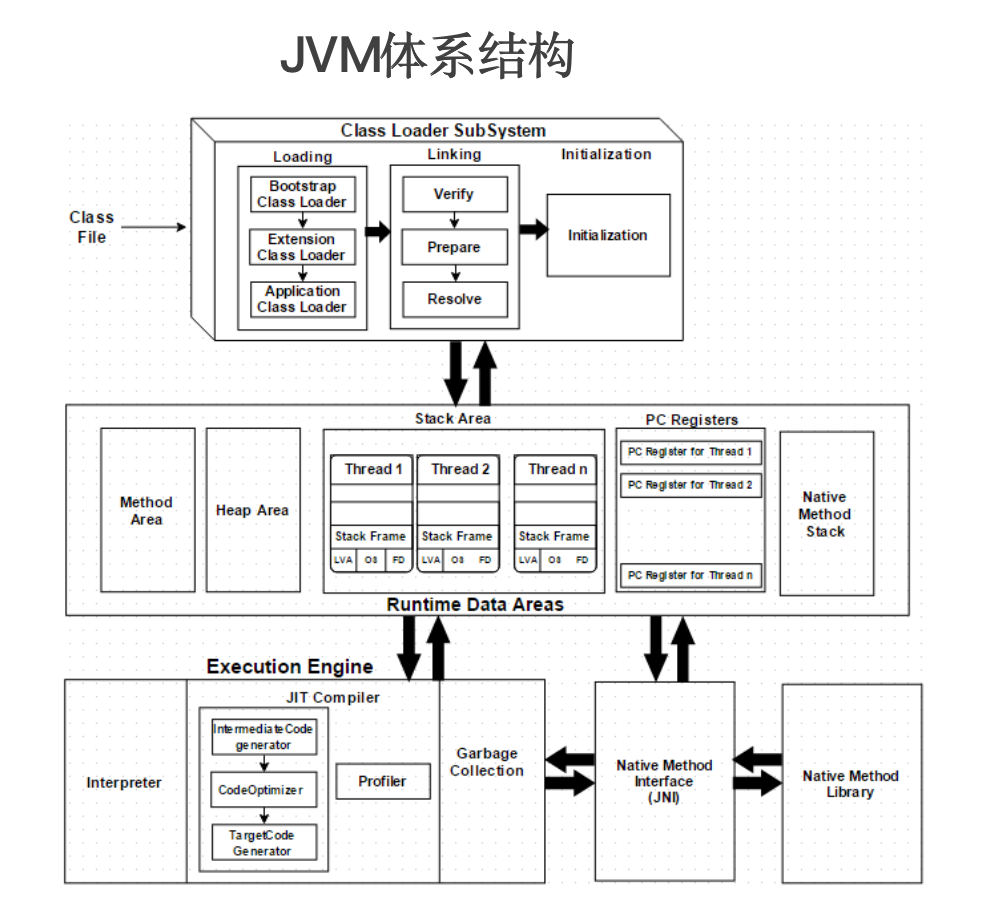 JVM体系结构
Class Loader SubSystem
Loading
Linking
Initialization
Class
File
Bootstrap
Class Loader
Extension
Class Loader
Application
Class Loader
Verify
Prepare
Resolve
Initialization
Stack Area
PC Registers
Method
Area
Heap Area
Thread 1
Stack Frame
LVA OS FD
Thread 2
Stack Frame
LVA OS FD
Thread n
Stack Frame
LVA OS FD
PC Register for Thread 1
PC Register for Thread 2
PC Register for Thread n
Native
Method
Stack
Runtime Data Areas
Execution Engine
Interpreter
JIT Compiler
IntermediateCode
generator
CodeOptimizer
TargetCode
Generator
Profiler
Garbage
Collection
Native Method
Interface
(JNI)
Native Method
Library